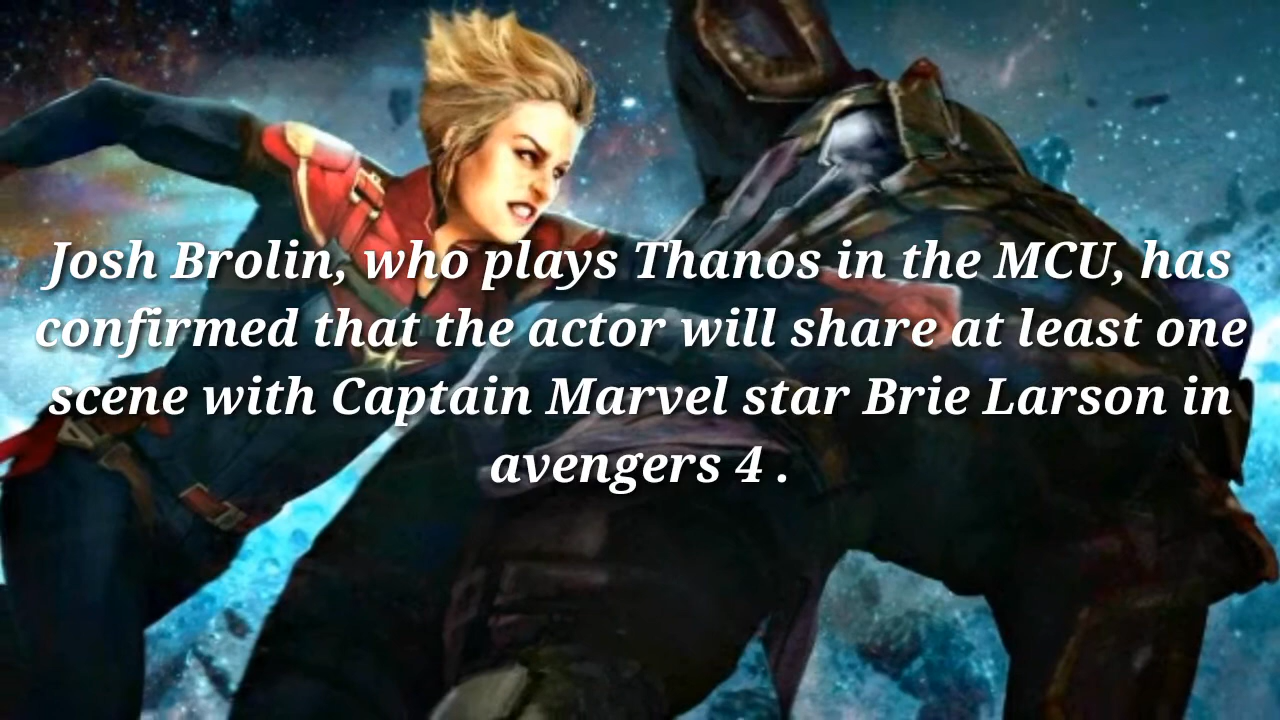 Josh Brolin, who plays Thanos in the MCU, has
confirmed that the actor will share at least one
scene with Captain Marvel star Brie Larson in
avengers 4 .